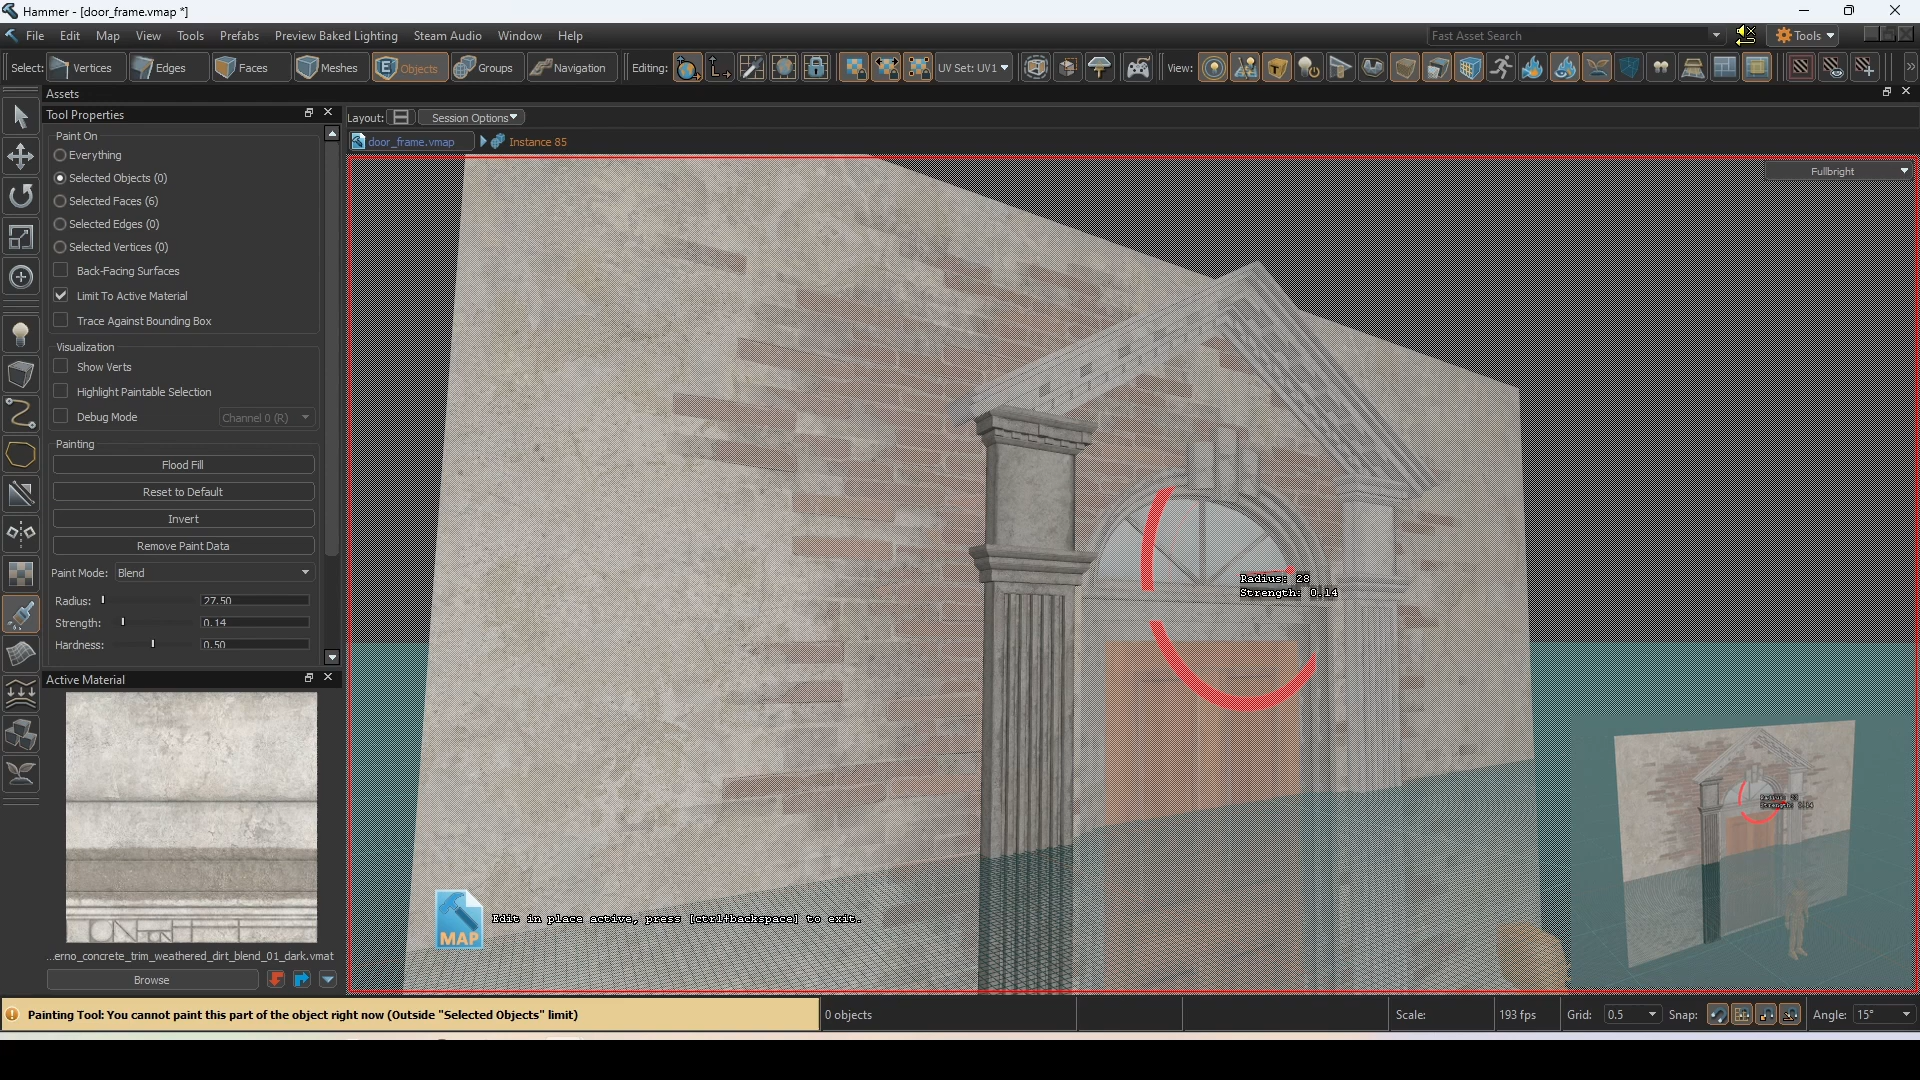 Hammer - [door_frame.vmap *]
File Edit Map View Tools Prefabs Preview Baked Lighting Steam Audio Window Help
Fast Asset Search
Tools
Select: Vertices Edges Faces Meshes Objects Groups Navigation Editing: UV Set: UV1 View:
Assets
Tool Properties
Layout: Session Options
door_frame.vmap Instance 85
Fullbright
Paint On
Everything
Selected Objects (0)
Selected Faces (6)
Selected Edges (0)
Selected Vertices (0)
Back-Facing Surfaces
Limit To Active Material
Trace Against Bounding Box
Visualization
Show Verts
Highlight Paintable Selection
Debug Mode Channel 0 (R)
Painting
Flood Fill
Reset to Default
Invert
Remove Paint Data
Paint Mode: Blend
Radius: 27.50
Strength: 0.14
Hardness: 0.50
Radius: 28
Strength: 0.14
Active Material
...erno_concrete_trim_weathered_dirt_blend_01_dark.vmat
Browse
MAP
Edit in place active, press [ctrl+backspace] to exit.
Painting Tool: You cannot paint this part of the object right now (Outside "Selected Objects" limit)
0 objects
Scale:
193 fps
Grid: 0.5
Snap:
Angle: 15°